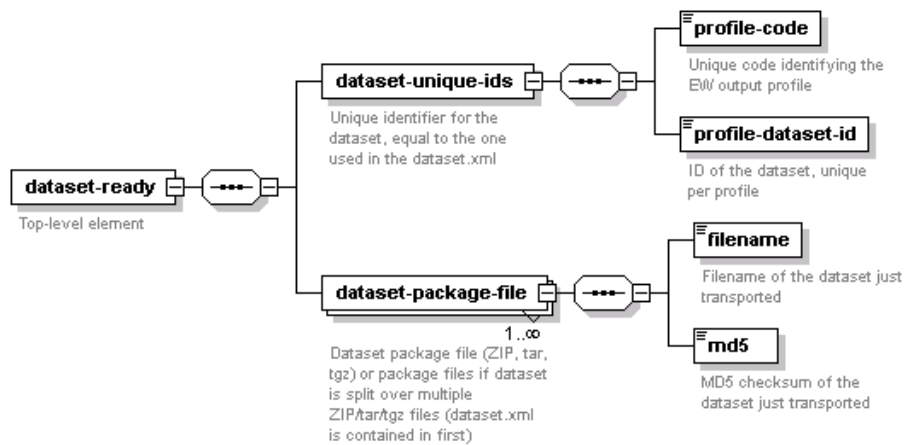 dataset-ready
Top-level element
dataset-unique-ids
Unique identifier for the
dataset, equal to the one
used in the dataset.xml
profile-code
Unique code identifying the
EW output profile
profile-dataset-id
ID of the dataset, unique
per profile
dataset-package-file
1..∞
Dataset package file (ZIP, tar,
tgz) or package files if dataset
is split over multiple
ZIP/tar/tgz files (dataset.xml
is contained in first)
filename
Filename of the dataset just
transported
md5
MD5 checksum of the
dataset just transported